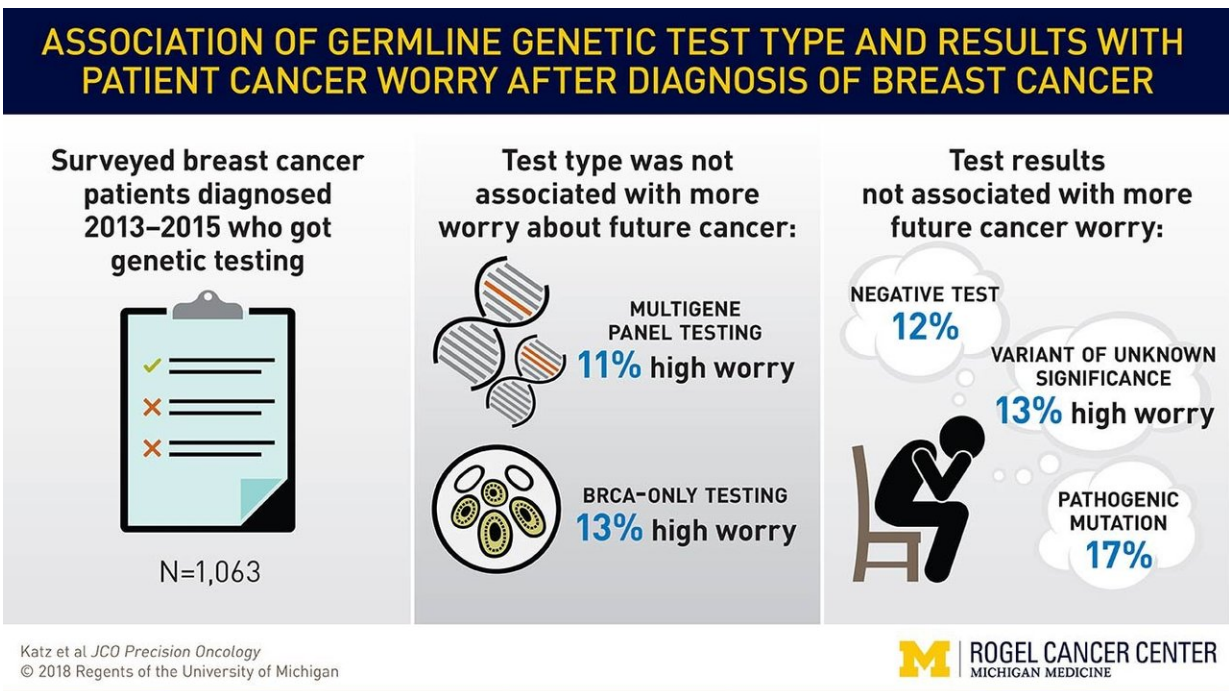 ASSOCIATION OF GERMLINE GENETIC TEST TYPE AND RESULTS WITH
PATIENT CANCER WORRY AFTER DIAGNOSIS OF BREAST CANCER
Surveyed breast cancer
patients diagnosed
2013–2015 who got
genetic testing
N=1,063
Test type was not
associated with more
worry about future cancer:
MULTIGENE
PANEL TESTING
11% high worry
BRCA-ONLY TESTING
13% high worry
Test results
not associated with more
future cancer worry:
NEGATIVE TEST
12%
VARIANT OF UNKNOWN
SIGNIFICANCE
13% high worry
PATHOGENIC
MUTATION
17%
Katz et al JCO Precision Oncology
© 2018 Regents of the University of Michigan
M ROGEL CANCER CENTER
MICHIGAN MEDICINE